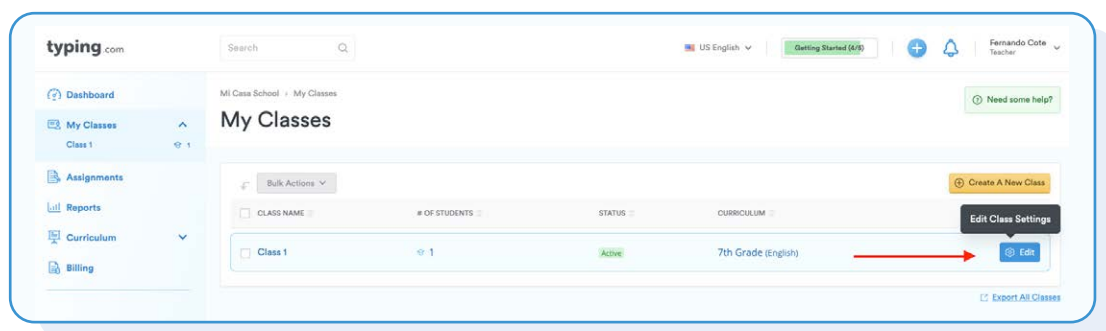 typing.com
Search
US English
Getting Started (4/5)
Fernando Cote
Teacher
Dashboard
My Classes
Class 1
1
Assignments
Reports
Curriculum
Billing
Mi Casa School › My Classes
Need some help?
My Classes
Bulk Actions
Create A New Class
CLASS NAME
# OF STUDENTS
STATUS
CURRICULUM
Edit Class Settings
Class 1
1
Active
7th Grade (English)
Edit
Export All Classes